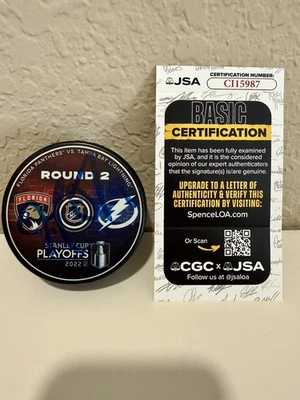 FLORIDA PANTHERS VS. TAMPA BAY LIGHTNING
ROUND 2
FLORIDA
NHL
STANLEY CUP
PLAYOFFS
2022
JSA
CERTIFICATION NUMBER:
CI15987
BASIC
CERTIFICATION
This item has been fully examined
by JSA, and it is the considered
opinion of our expert authenticators
that the signature(s) is/are genuine.
UPGRADE TO A LETTER OF
AUTHENTICITY & VERIFY THIS
CERTIFICATION BY VISITING:
SpenceLOA.com
Or Scan
CGC x JSA
Follow us at @jsaloa